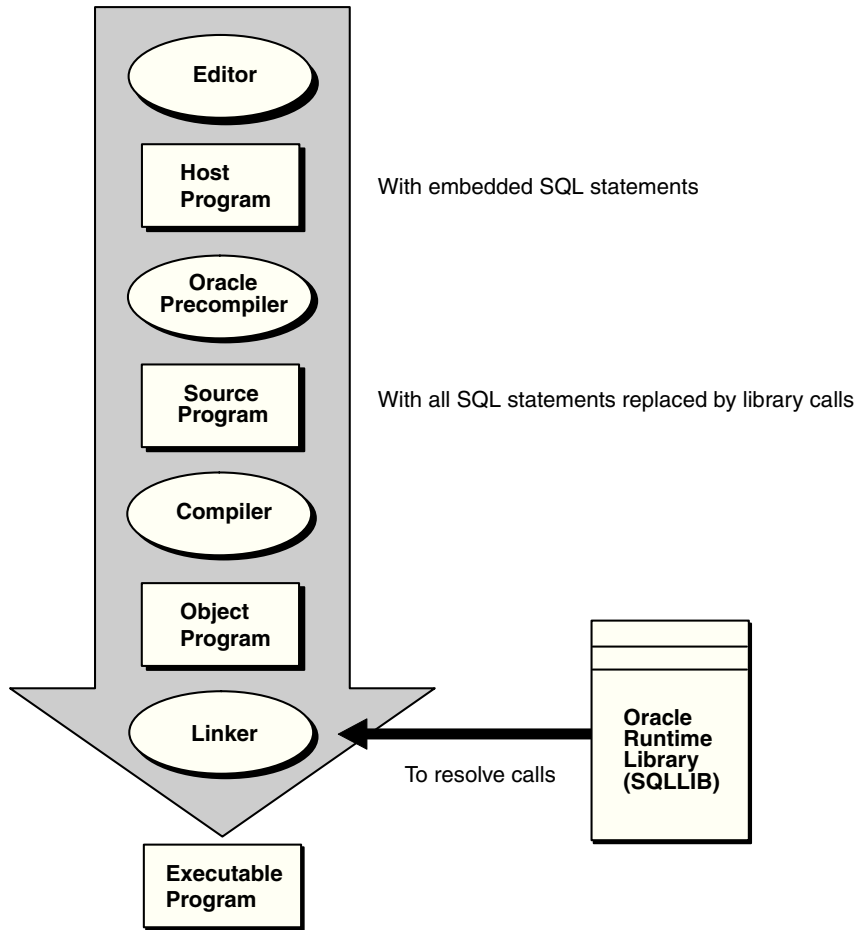 Editor
Host
Program
With embedded SQL statements
Oracle
Precompiler
Source
Program
With all SQL statements replaced by library calls
Compiler
Object
Program
Linker
To resolve calls
Oracle
Runtime
Library
(SQLLIB)
Executable
Program